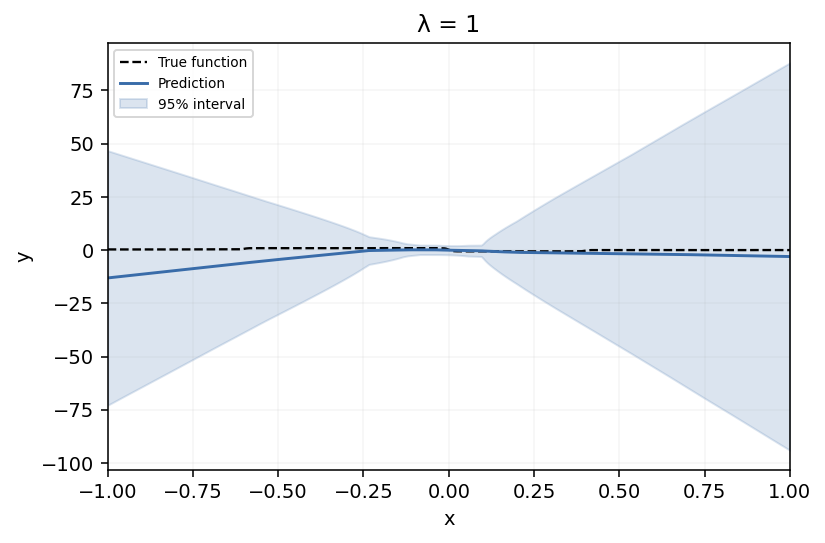 λ = 1
True function
Prediction
95% interval
75
50
25
0
−25
−50
−75
−100
y
−1.00 −0.75 −0.50 −0.25 0.00 0.25 0.50 0.75 1.00
x